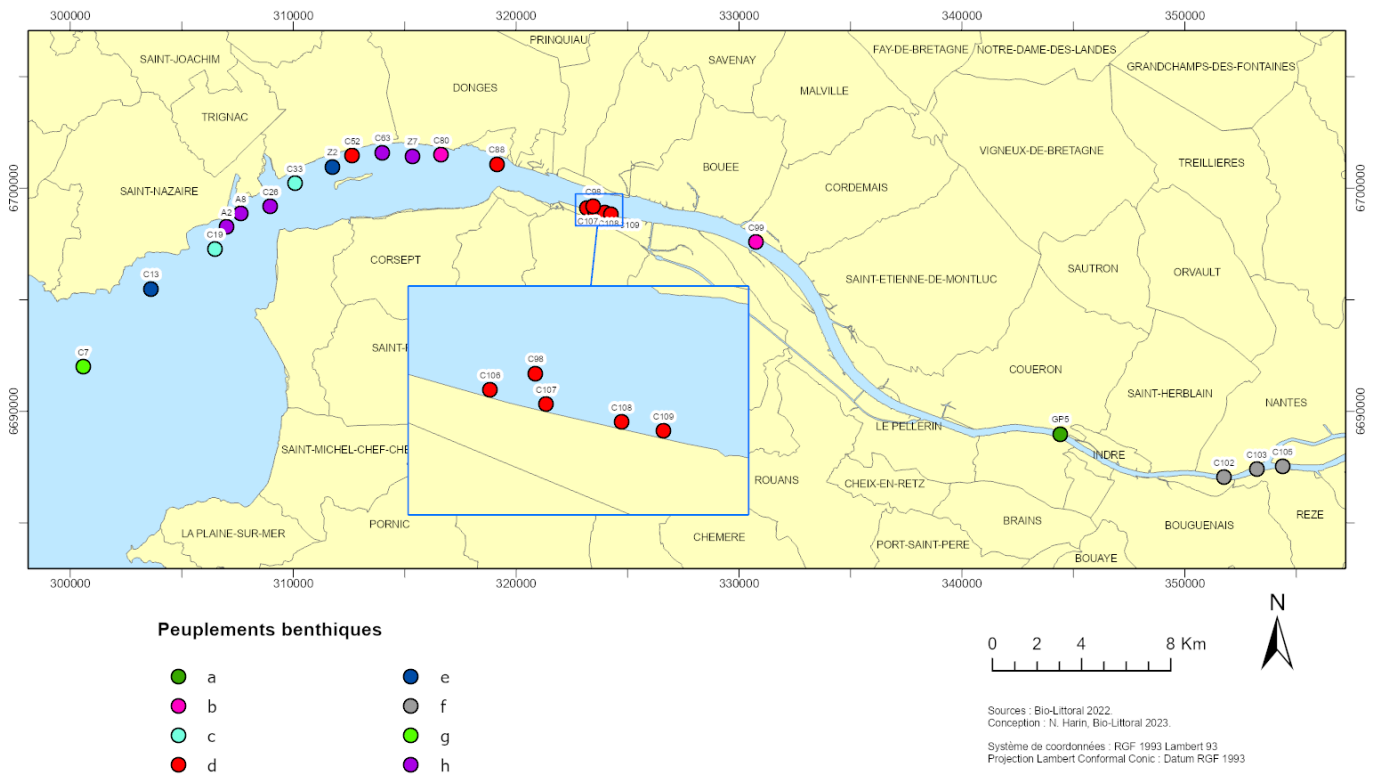 300000 310000 320000 330000 340000 350000
PRINQUIAU
SAINT-JOACHIM
SAVENAY
FAY-DE-BRETAGNE
NOTRE-DAME-DES-LANDES
GRANDCHAMPS-DES-FONTAINES
DONGES
MALVILLE
TRIGNAC
C63
C52
Z7
C80
Z2
C88
VIGNEUX-DE-BRETAGNE
TREILLIERES
BOUEE
C33
6700000
6700000
SAINT-NAZAIRE
CORDEMAIS
A8
C26
C98
A2
C107
C108
C109
C99
C19
CORSEPT
SAUTRON
ORVAULT
C13
SAINT-ETIENNE-DE-MONTLUC
SAINT-
C7
C98
C106
COUERON
C107
SAINT-HERBLAIN
NANTES
6690000
6690000
C108
C109
GP5
LE PELLERIN
SAINT-MICHEL-CHEF-CHE
INDRE
C102
C103
C105
ROUANS
CHEIX-EN-RETZ
LA PLAINE-SUR-MER
PORNIC
BRAINS
BOUGUENAIS
REZE
CHEMERE
PORT-SAINT-PERE
BOUAYE
300000 310000 320000 330000 340000 350000
Peuplements benthiques
a
b
c
d
e
f
g
h
N
0 2 4 8 Km
Sources : Bio-Littoral 2022.
Conception : N. Harin, Bio-Littoral 2023.
Système de coordonnées : RGF 1993 Lambert 93
Projection Lambert Conformal Conic : Datum RGF 1993